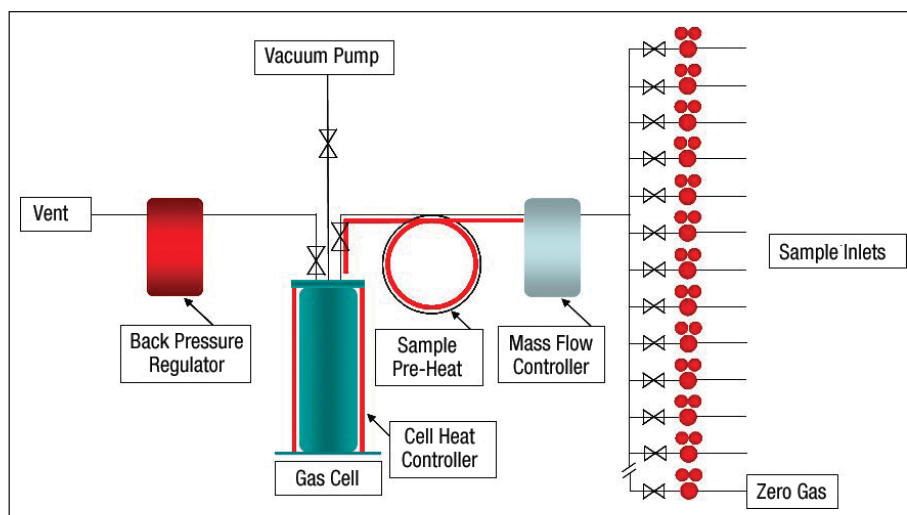 Vacuum Pump
Vent
Sample Inlets
Back Pressure
Regulator
Sample
Pre-Heat
Mass Flow
Controller
Cell Heat
Controller
Gas Cell
Zero Gas